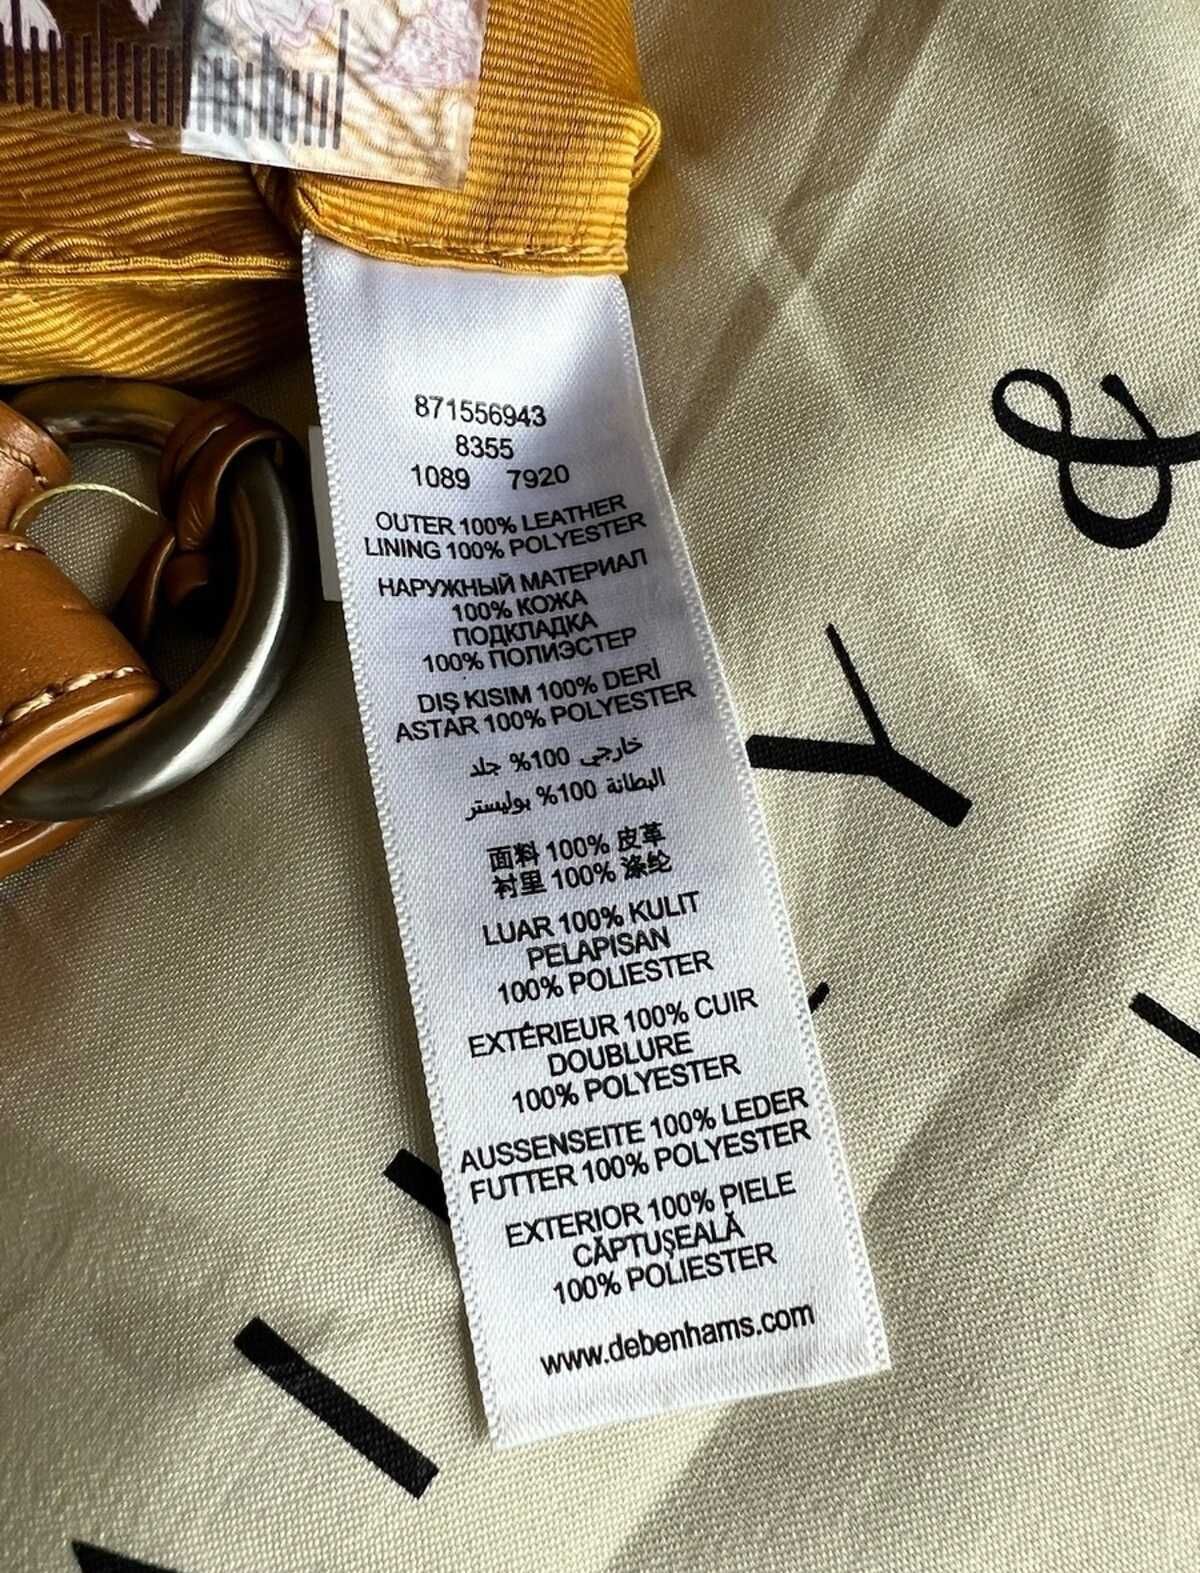 871556943
8355
1089 7920
OUTER 100% LEATHER
LINING 100% POLYESTER
НАРУЖНЫЙ МАТЕРИАЛ
100% КОЖА
ПОДКЛАДКА
100% ПОЛИЭСТЕР
DIŞ KISIM 100% DERİ
ASTAR 100% POLYESTER
خارجي 100% جلد
البطانة 100% بوليستر
面料 100% 皮革
衬里 100% 涤纶
LUAR 100% KULIT
PELAPISAN
100% POLIESTER
EXTÉRIEUR 100% CUIR
DOUBLURE
100% POLYESTER
AUSSENSEITE 100% LEDER
FUTTER 100% POLYESTER
EXTERIOR 100% PIELE
CĂPTUŞEALĂ
100% POLIESTER
www.debenhams.com
&
Y